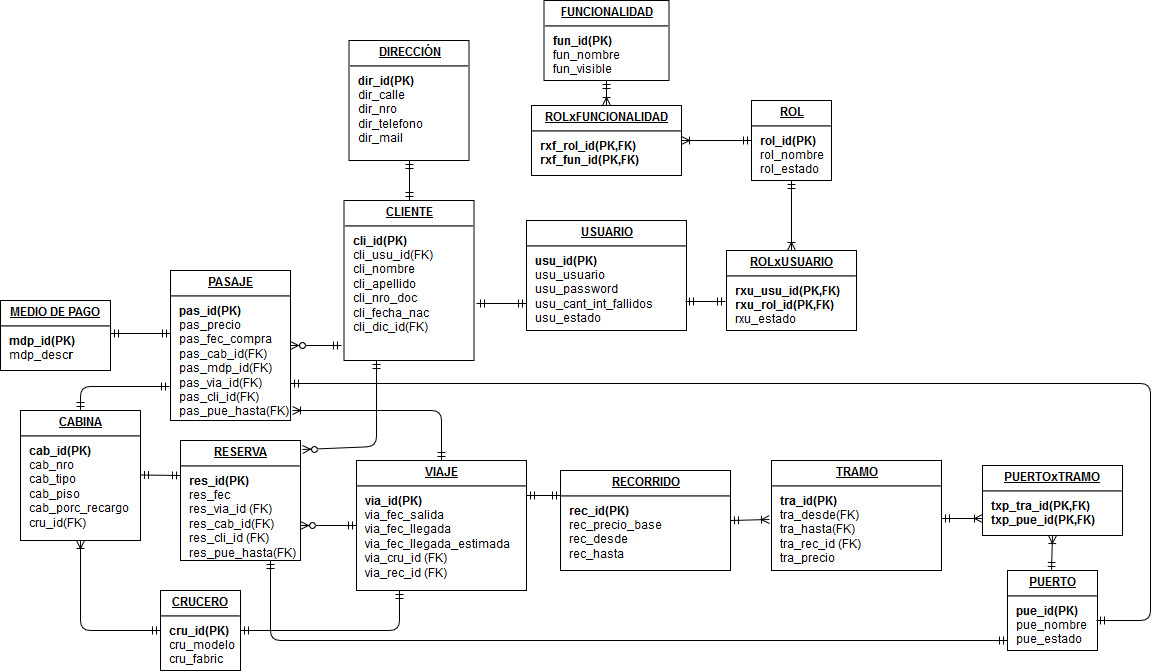 FUNCIONALIDAD
fun_id(PK)
fun_nombre
fun_visible
DIRECCIÓN
dir_id(PK)
dir_calle
dir_nro
dir_telefono
dir_mail
ROLxFUNCIONALIDAD
rxf_rol_id(PK,FK)
rxf_fun_id(PK,FK)
ROL
rol_id(PK)
rol_nombre
rol_estado
CLIENTE
cli_id(PK)
cli_usu_id(FK)
cli_nombre
cli_apellido
cli_nro_doc
cli_fecha_nac
cli_dic_id(FK)
USUARIO
usu_id(PK)
usu_usuario
usu_password
usu_cant_int_fallidos
usu_estado
ROLxUSUARIO
rxu_usu_id(PK,FK)
rxu_rol_id(PK,FK)
rxu_estado
PASAJE
pas_id(PK)
pas_precio
pas_fec_compra
pas_cab_id(FK)
pas_mdp_id(FK)
pas_via_id(FK)
pas_cli_id(FK)
pas_pue_hasta(FK)
MEDIO DE PAGO
mdp_id(PK)
mdp_descr
CABINA
cab_id(PK)
cab_nro
cab_tipo
cab_piso
cab_porc_recargo
cru_id(FK)
RESERVA
res_id(PK)
res_fec
res_via_id (FK)
res_cab_id(FK)
res_cli_id (FK)
res_pue_hasta(FK)
VIAJE
via_id(PK)
via_fec_salida
via_fec_llegada
via_fec_llegada_estimada
via_cru_id (FK)
via_rec_id (FK)
RECORRIDO
rec_id(PK)
rec_precio_base
rec_desde
rec_hasta
TRAMO
tra_id(PK)
tra_desde(FK)
tra_hasta(FK)
tra_rec_id (FK)
tra_precio
PUERTOxTRAMO
txp_tra_id(PK,FK)
txp_pue_id(PK,FK)
PUERTO
pue_id(PK)
pue_nombre
pue_estado
CRUCERO
cru_id(PK)
cru_modelo
cru_fabric